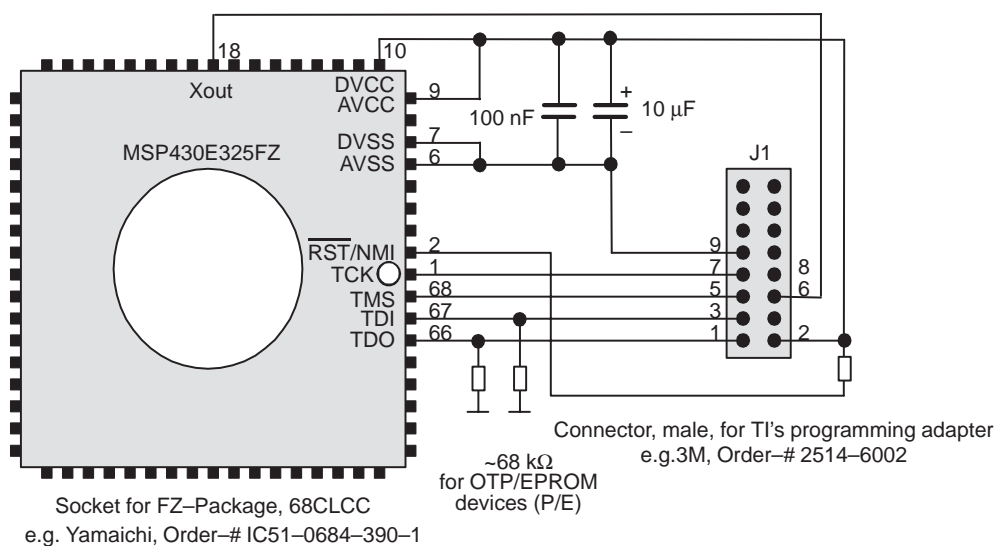 18
10
Xout
DVCC
AVCC
9
DVSS
7
AVSS
6
MSP430E325FZ
100 nF
+
10 μF
–
J1
RST/NMI
2
TCK
1
TMS
68
TDI
67
TDO
66
9
7
8
5
6
3
1
2
~68 kΩ
for OTP/EPROM
devices (P/E)
Connector, male, for TI's programming adapter
e.g.3M, Order–# 2514–6002
Socket for FZ–Package, 68CLCC
e.g. Yamaichi, Order–# IC51–0684–390–1